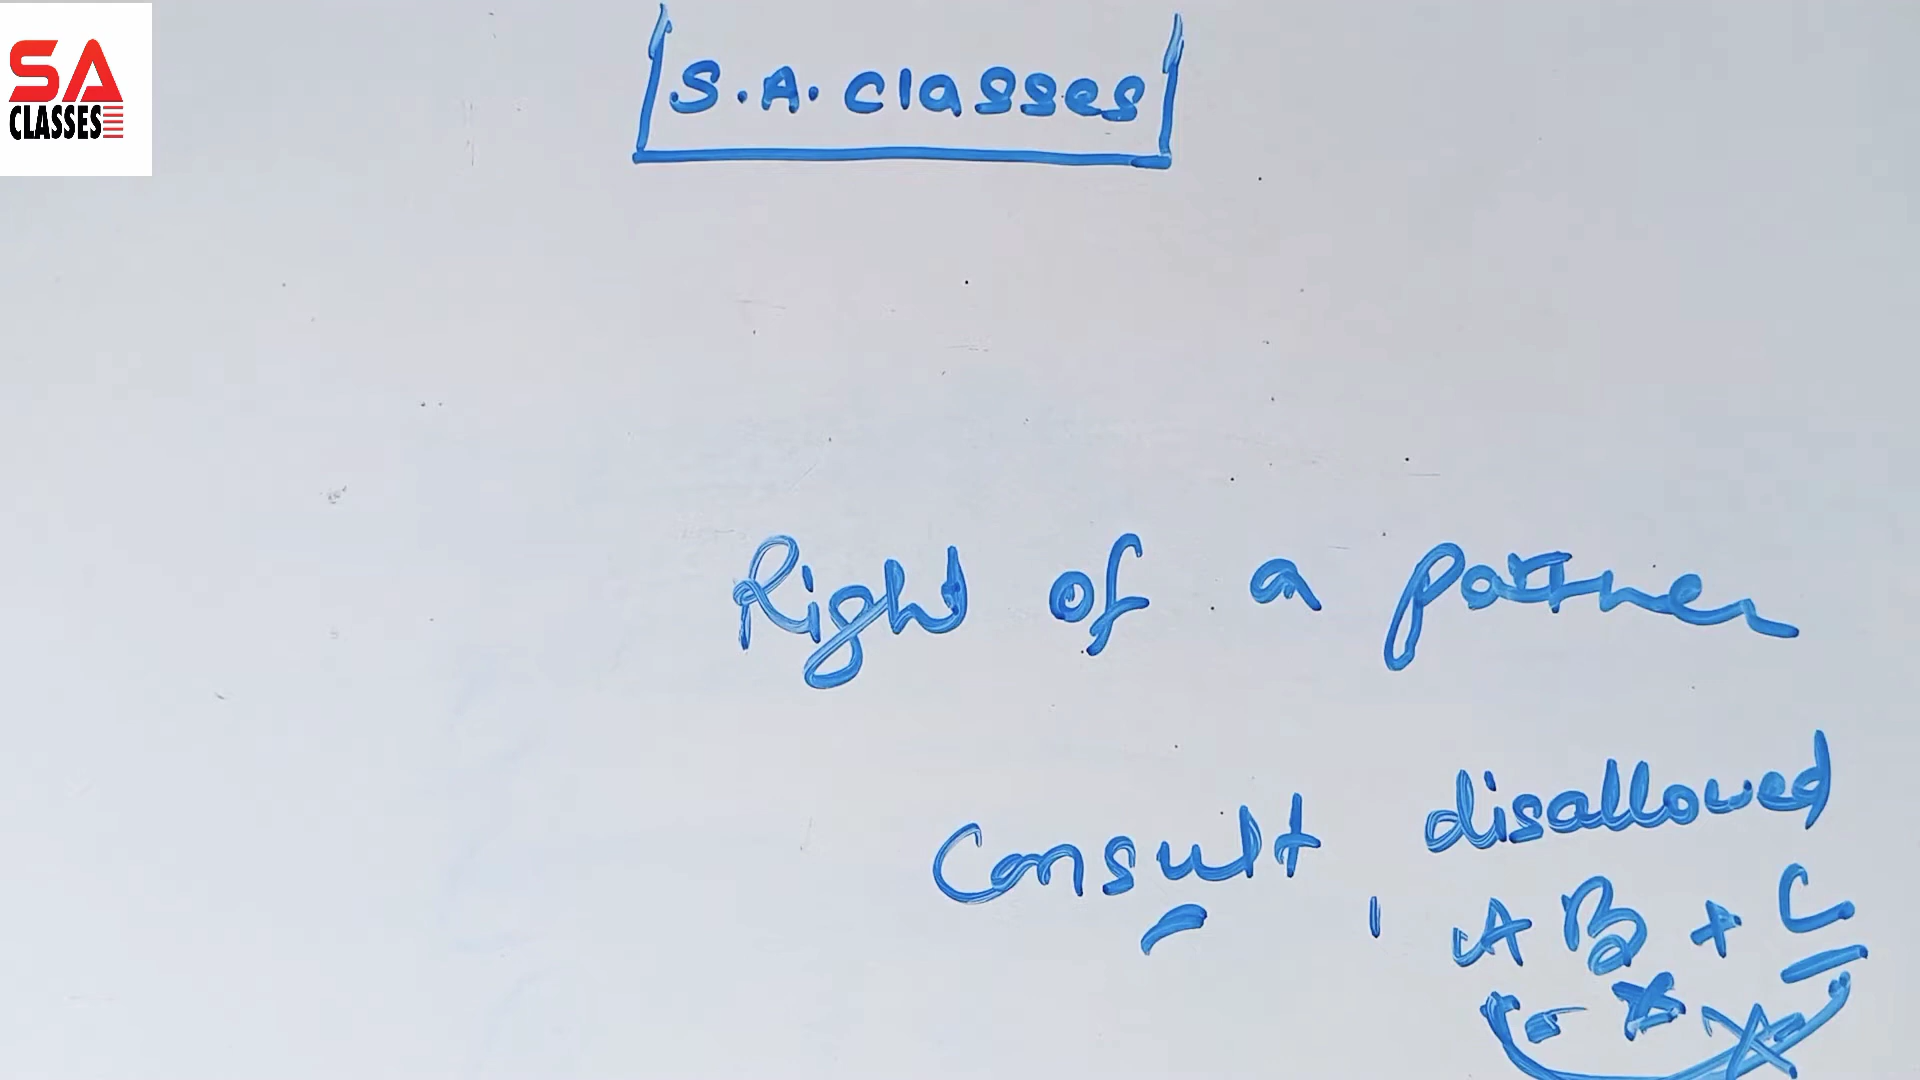 SA
CLASSES
S.A. classes
Right of a partner
Consult, disallowed
A B + C